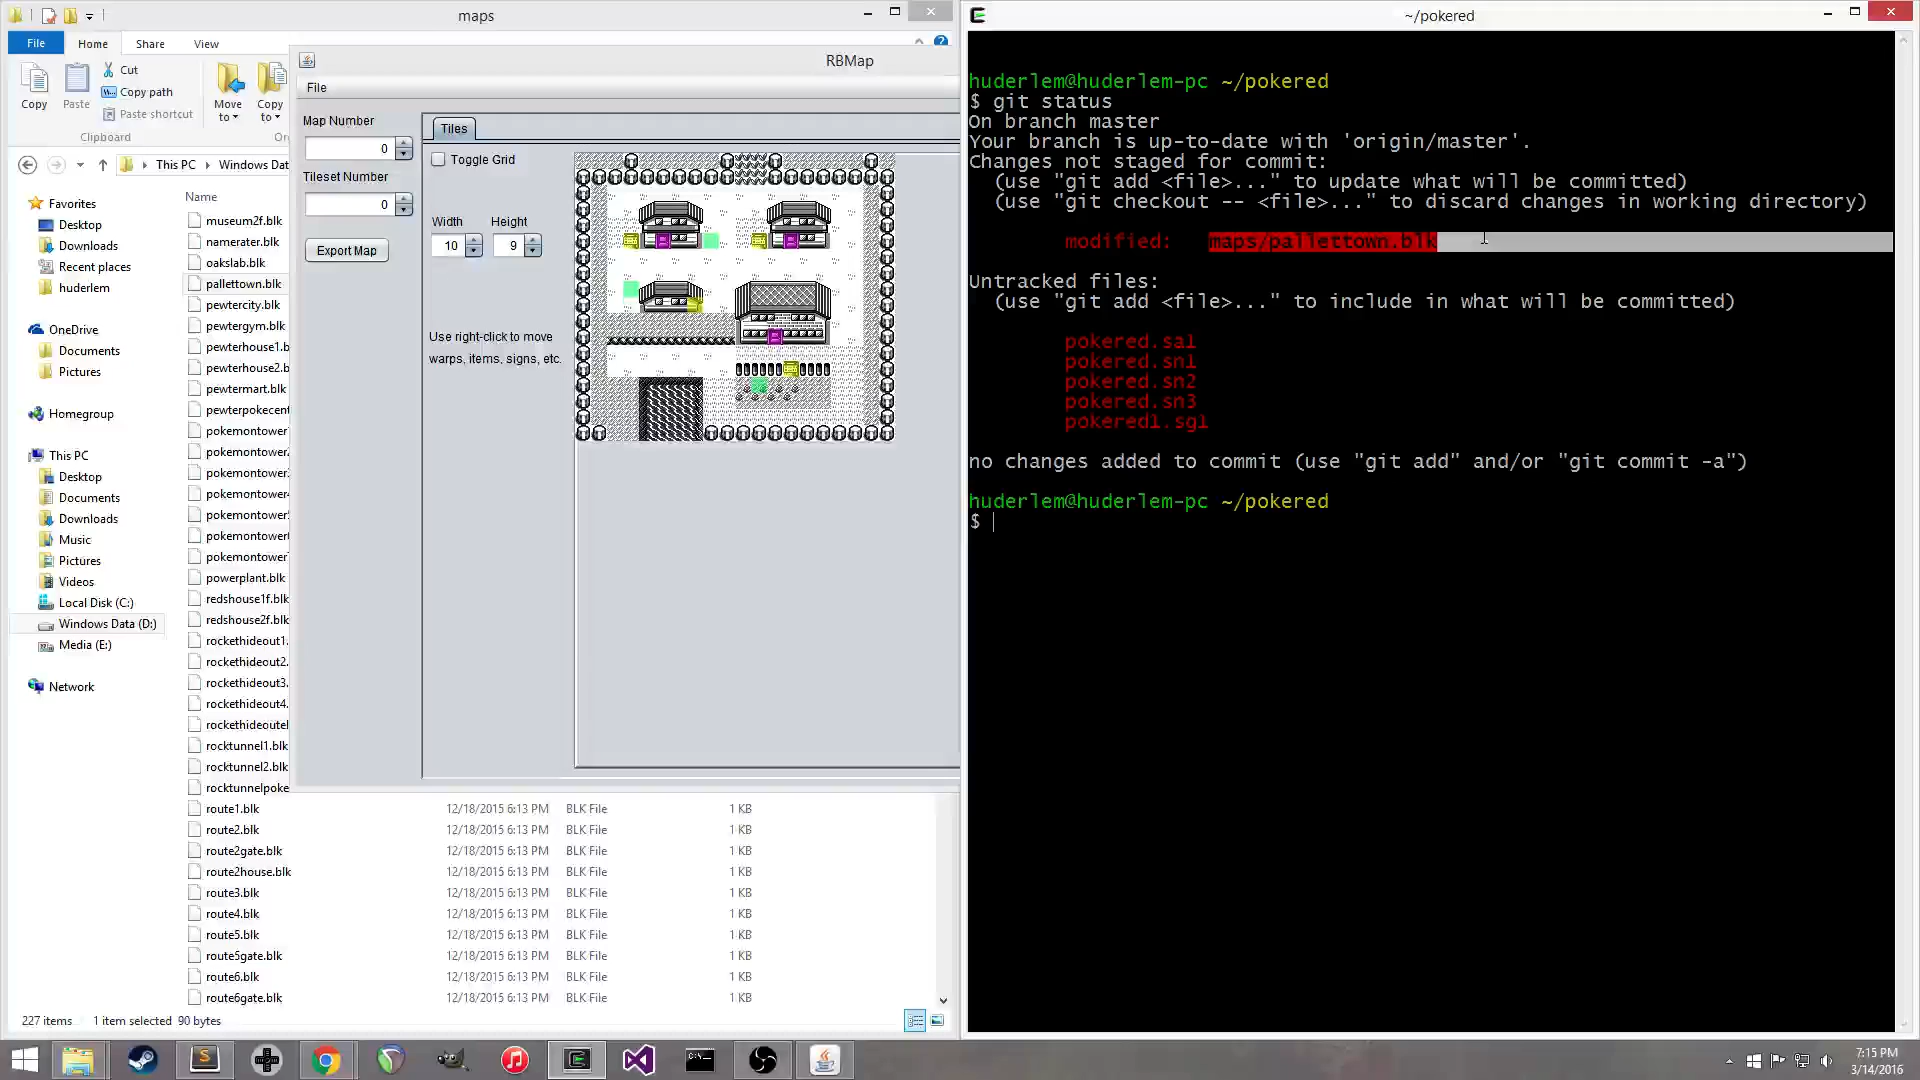 maps
File
Home
Share
View
Copy
Paste
Cut
Copy path
Paste shortcut
Move
to
Copy
to
Clipboard
This PC
Windows Dat
Name
Favorites
Desktop
Downloads
Recent places
huderlem
OneDrive
Documents
Pictures
Homegroup
This PC
Desktop
Documents
Downloads
Music
Pictures
Videos
Local Disk (C:)
Windows Data (D:)
Media (E:)
Network
museum2f.blk
namerater.blk
oakslab.blk
pallettown.blk
pewtercity.blk
pewtergym.blk
pewterhouse1.b
pewterhouse2.b
pewtermart.blk
pewterpokecent
pokemontower
pokemontower
pokemontower
pokemontower
pokemontower
pokemontower
pokemontower
powerplant.blk
redshouse1f.blk
redshouse2f.blk
rockethideout1.
rockethideout2.
rockethideout3.
rockethideout4.
rockethideoutel
rocktunnel1.blk
rocktunnel2.blk
rocktunnelpoke
route1.blk 12/18/2015 6:13 PM BLK File 1 KB
route2.blk 12/18/2015 6:13 PM BLK File 1 KB
route2gate.blk 12/18/2015 6:13 PM BLK File 1 KB
route2house.blk 12/18/2015 6:13 PM BLK File 1 KB
route3.blk 12/18/2015 6:13 PM BLK File 1 KB
route4.blk 12/18/2015 6:13 PM BLK File 1 KB
route5.blk 12/18/2015 6:13 PM BLK File 1 KB
route5gate.blk 12/18/2015 6:13 PM BLK File 1 KB
route6.blk 12/18/2015 6:13 PM BLK File 1 KB
route6gate.blk 12/18/2015 6:13 PM BLK File 1 KB
227 items 1 item selected 90 bytes
RBMap
File
Map Number
0
Tileset Number
0
Export Map
Tiles
Toggle Grid
Width Height
10 9
Use right-click to move
warps, items, signs, etc.
~/pokered
huderlem@huderlem-pc ~/pokered
$ git status
On branch master
Your branch is up-to-date with 'origin/master'.
Changes not staged for commit:
(use "git add <file>..." to update what will be committed)
(use "git checkout -- <file>..." to discard changes in working directory)
modified: maps/pallettown.blk
Untracked files:
(use "git add <file>..." to include in what will be committed)
pokered.sa1
pokered.sn1
pokered.sn2
pokered.sn3
pokered1.sg1
no changes added to commit (use "git add" and/or "git commit -a")
huderlem@huderlem-pc ~/pokered
$
7:15 PM
3/14/2016